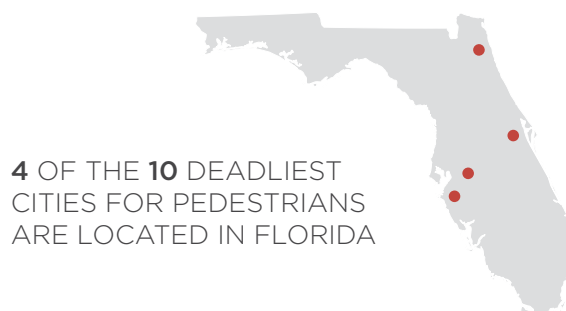 4 OF THE 10 DEADLIEST
CITIES FOR PEDESTRIANS
ARE LOCATED IN FLORIDA